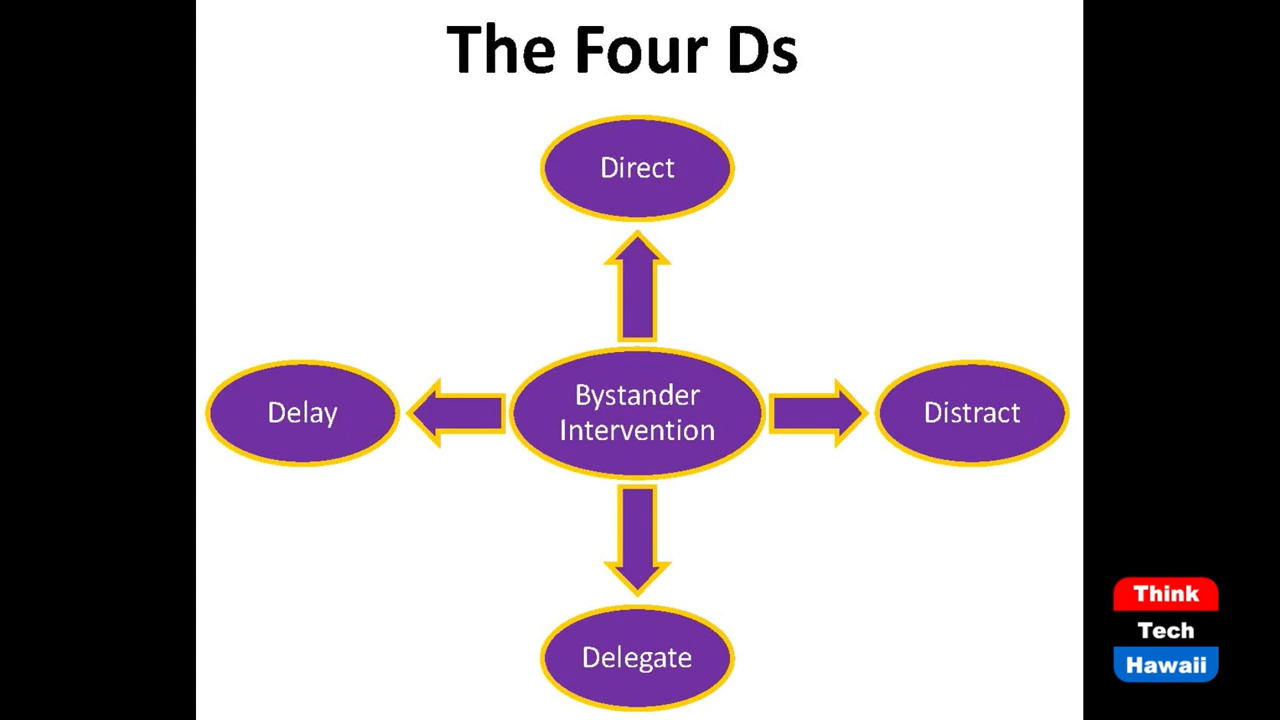 The Four Ds
Direct
Delay
Bystander
Intervention
Distract
Delegate
Think
Tech
Hawaii